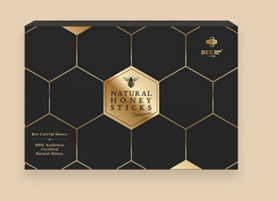 BEE
NATURAL
HONEY
STICKS
Bee Careful Honey
100% Authentic
Certified
Natural Honey